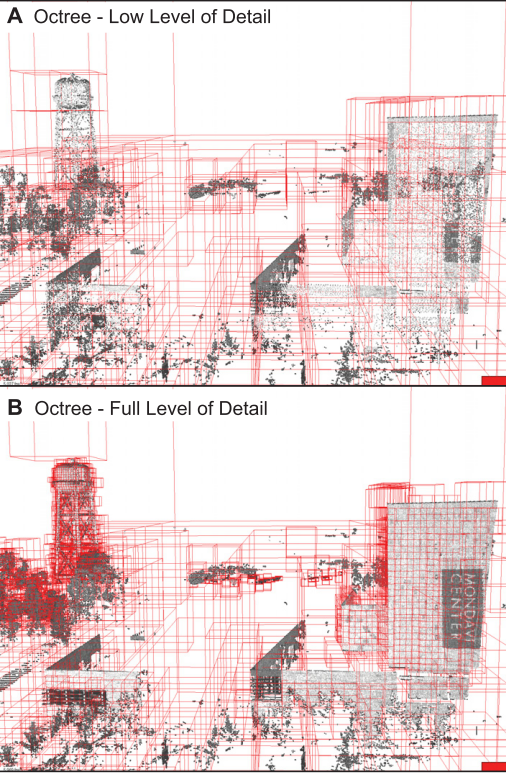 A Octree - Low Level of Detail
B Octree - Full Level of Detail
MONDAVI
CENTER